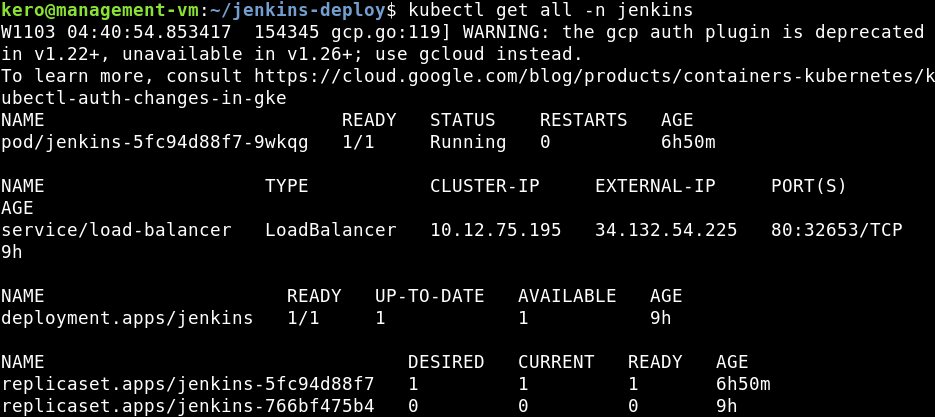 kero@management-vm:~/jenkins-deploy$ kubectl get all -n jenkins
W1103 04:40:54.853417  154345 gcp.go:119] WARNING: the gcp auth plugin is deprecated
in v1.22+, unavailable in v1.26+; use gcloud instead.
To learn more, consult https://cloud.google.com/blog/products/containers-kubernetes/k
ubectl-auth-changes-in-gke
NAME                           READY   STATUS    RESTARTS   AGE
pod/jenkins-5fc94d88f7-9wkqg   1/1     Running   0          6h50m
NAME                    TYPE           CLUSTER-IP     EXTERNAL-IP     PORT(S)
AGE
service/load-balancer   LoadBalancer   10.12.75.195   34.132.54.225   80:32653/TCP
9h
NAME                      READY   UP-TO-DATE   AVAILABLE   AGE
deployment.apps/jenkins   1/1     1            1           9h
NAME                                 DESIRED   CURRENT   READY   AGE
replicaset.apps/jenkins-5fc94d88f7   1         1         1       6h50m
replicaset.apps/jenkins-766bf475b4   0         0         0       9h